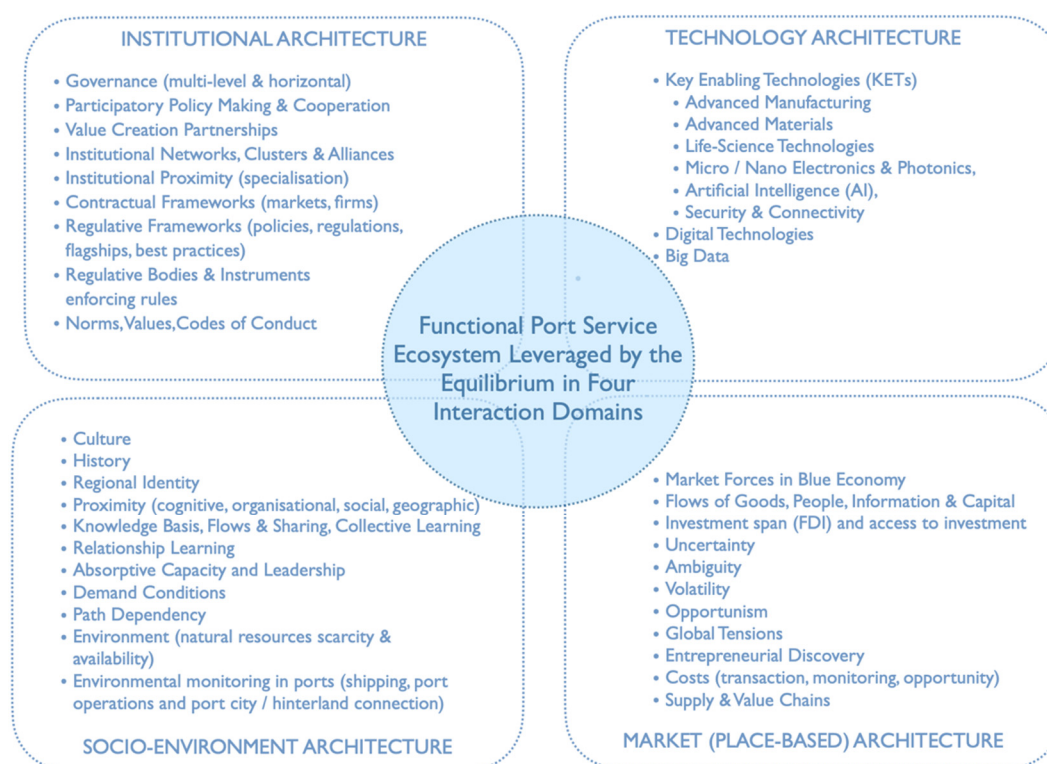 INSTITUTIONAL ARCHITECTURE
• Governance (multi-level & horizontal)
• Participatory Policy Making & Cooperation
• Value Creation Partnerships
• Institutional Networks, Clusters & Alliances
• Institutional Proximity (specialisation)
• Contractual Frameworks (markets, firms)
• Regulative Frameworks (policies, regulations,
flagships, best practices)
• Regulative Bodies & Instruments
enforcing rules
• Norms,Values,Codes of Conduct
TECHNOLOGY ARCHITECTURE
• Key Enabling Technologies (KETs)
• Advanced Manufacturing
• Advanced Materials
• Life-Science Technologies
• Micro / Nano Electronics & Photonics,
• Artificial Intelligence (AI),
• Security & Connectivity
• Digital Technologies
• Big Data
Functional Port Service
Ecosystem Leveraged by the
Equilibrium in Four
Interaction Domains
• Culture
• History
• Regional Identity
• Proximity (cognitive, organisational, social, geographic)
• Knowledge Basis, Flows & Sharing, Collective Learning
• Relationship Learning
• Absorptive Capacity and Leadership
• Demand Conditions
• Path Dependency
• Environment (natural resources scarcity &
availability)
• Environmental monitoring in ports (shipping, port
operations and port city / hinterland connection)
SOCIO-ENVIRONMENT ARCHITECTURE
• Market Forces in Blue Economy
• Flows of Goods, People, Information & Capital
• Investment span (FDI) and access to investment
• Uncertainty
• Ambiguity
• Volatility
• Opportunism
• Global Tensions
• Entrepreneurial Discovery
• Costs (transaction, monitoring, opportunity)
• Supply & Value Chains
MARKET (PLACE-BASED) ARCHITECTURE